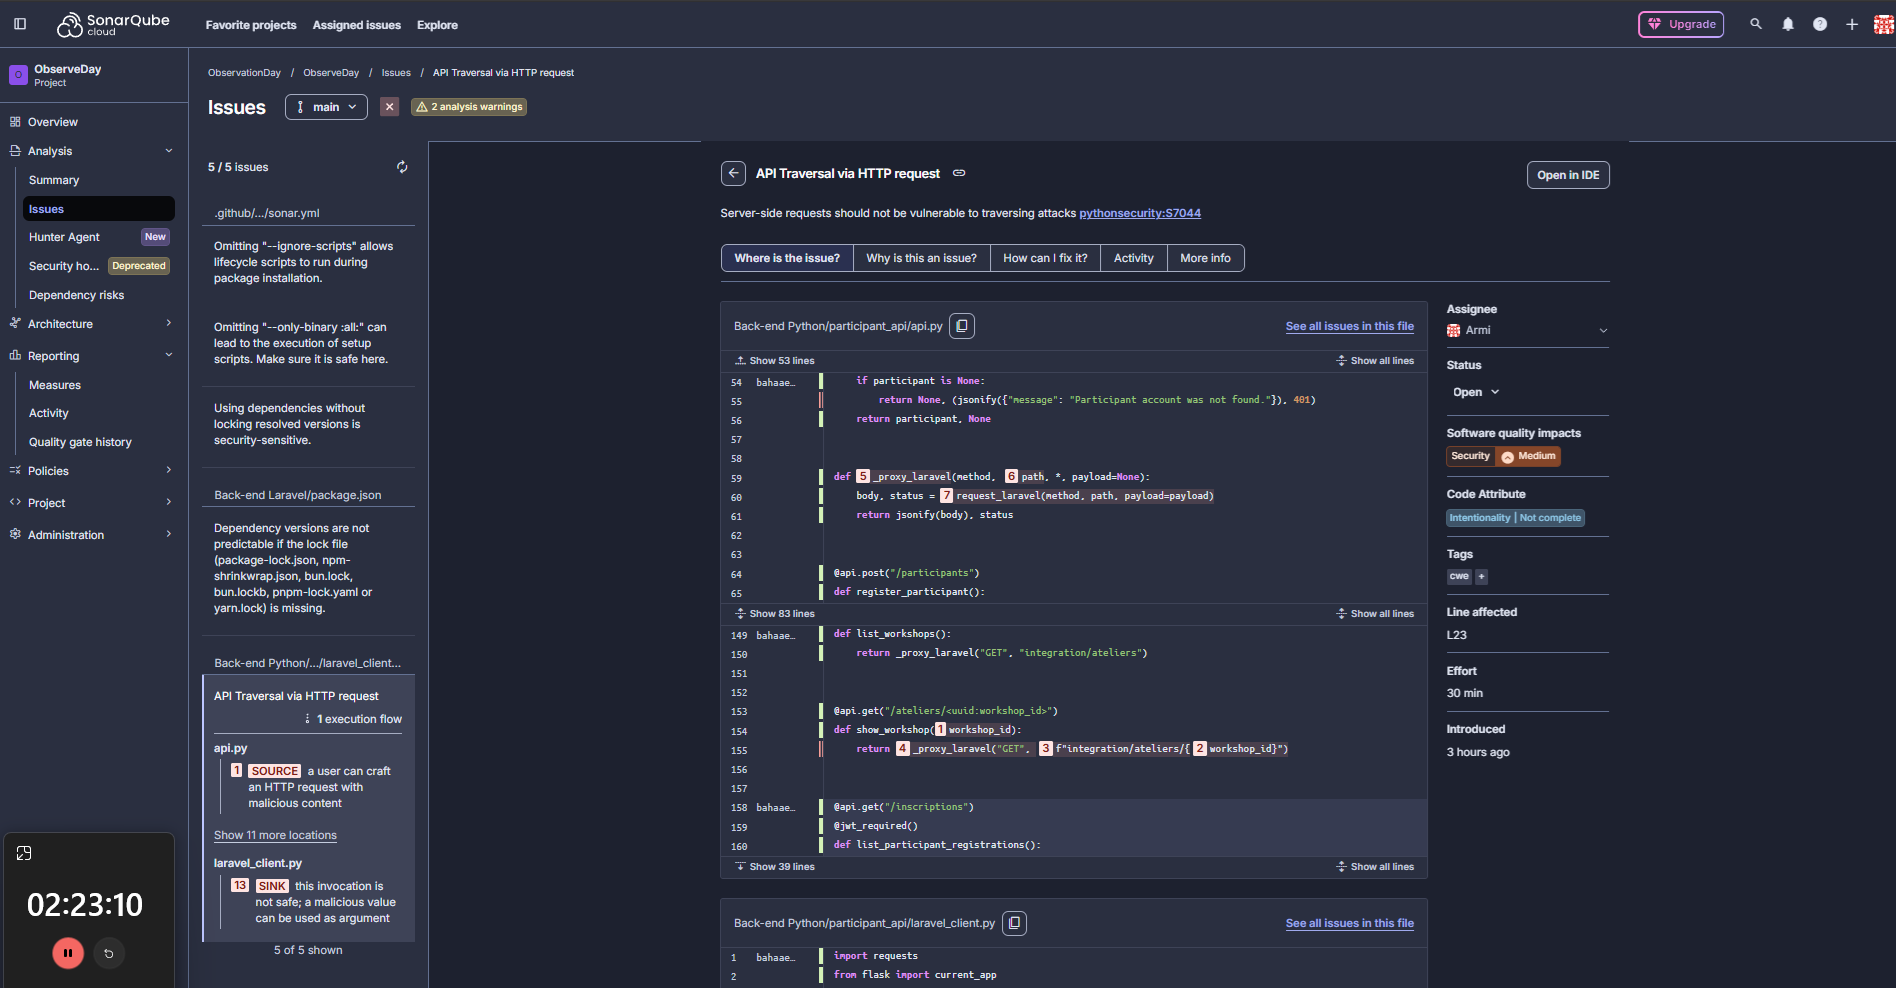 SonarQube cloud
Favorite projects Assigned issues Explore
Upgrade
O ObserveDay
Project
Overview
Analysis
Summary
Issues
Hunter Agent New
Security ho... Deprecated
Dependency risks
Architecture
Reporting
Measures
Activity
Quality gate history
Policies
Project
Administration
02:23:10
ObservationDay / ObserveDay / Issues / API Traversal via HTTP request
Issues main 2 analysis warnings
5 / 5 issues
.github/.../sonar.yml
Omitting "--ignore-scripts" allows
lifecycle scripts to run during
package installation.
Omitting "--only-binary :all:" can
lead to the execution of setup
scripts. Make sure it is safe here.
Using dependencies without
locking resolved versions is
security-sensitive.
Back-end Laravel/package.json
Dependency versions are not
predictable if the lock file
(package-lock.json, npm-
shrinkwrap.json, bun.lock,
bun.lockb, pnpm-lock.yaml or
yarn.lock) is missing.
Back-end Python/.../laravel_client...
API Traversal via HTTP request
1 execution flow
api.py
1 SOURCE a user can craft
an HTTP request with
malicious content
Show 11 more locations
laravel_client.py
13 SINK this invocation is
not safe; a malicious value
can be used as argument
5 of 5 shown
API Traversal via HTTP request
Open in IDE
Server-side requests should not be vulnerable to traversing attacks pythonsecurity:S7044
Where is the issue? Why is this an issue? How can I fix it? Activity More info
Back-end Python/participant_api/api.py See all issues in this file
Show 53 lines Show all lines
54 bahaae… if participant is None:
55 return None, (jsonify({"message": "Participant account was not found."}), 401)
56 return participant, None
57
58
59 def 5 _proxy_laravel(method, 6 path, *, payload=None):
60 body, status = 7 request_laravel(method, path, payload=payload)
61 return jsonify(body), status
62
63
64 @api.post("/participants")
65 def register_participant():
Show 83 lines Show all lines
149 bahaae… def list_workshops():
150 return _proxy_laravel("GET", "integration/ateliers")
151
152
153 @api.get("/ateliers/<uuid:workshop_id>")
154 def show_workshop(1 workshop_id):
155 return 4 _proxy_laravel("GET", 3 f"integration/ateliers/{2 workshop_id}")
156
157
158 bahaae… @api.get("/inscriptions")
159 @jwt_required()
160 def list_participant_registrations():
Show 39 lines Show all lines
Back-end Python/participant_api/laravel_client.py See all issues in this file
1 bahaae… import requests
2 from flask import current_app
Assignee
Armi
Status
Open
Software quality impacts
Security Medium
Code Attribute
Intentionality | Not complete
Tags
cwe +
Line affected
L23
Effort
30 min
Introduced
3 hours ago